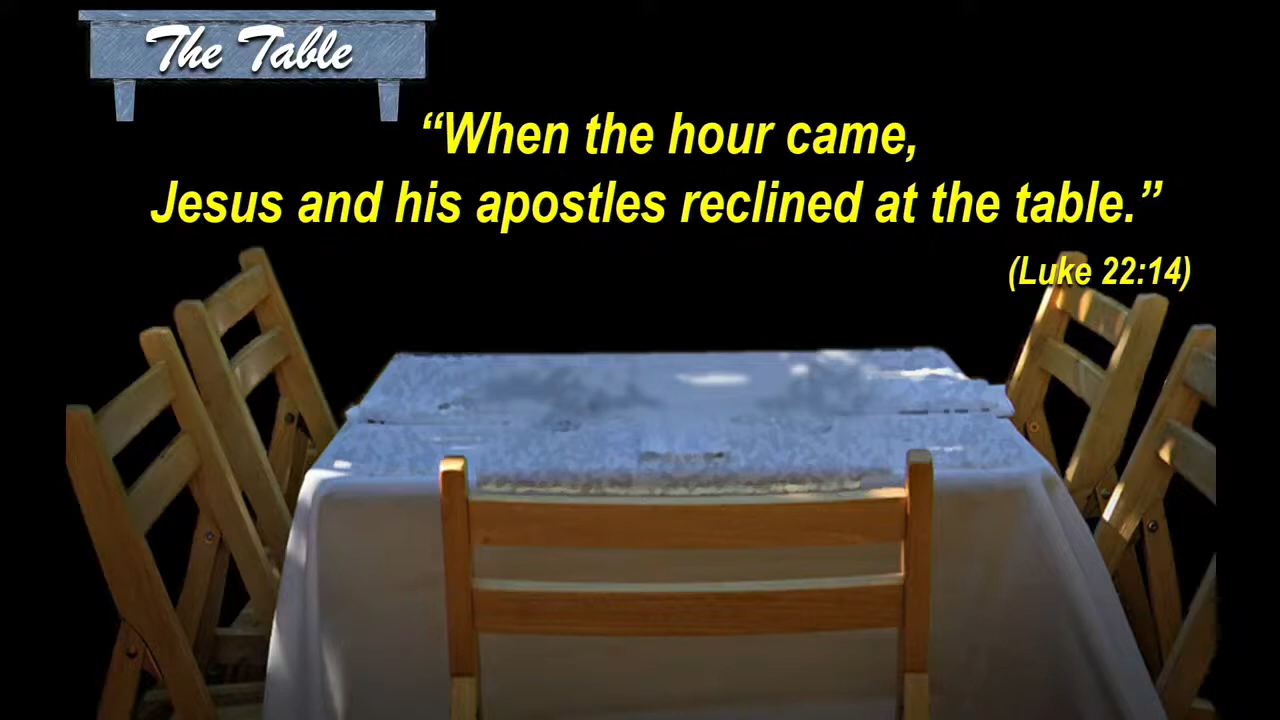 The Table
“When the hour came,
Jesus and his apostles reclined at the table.”
(Luke 22:14)